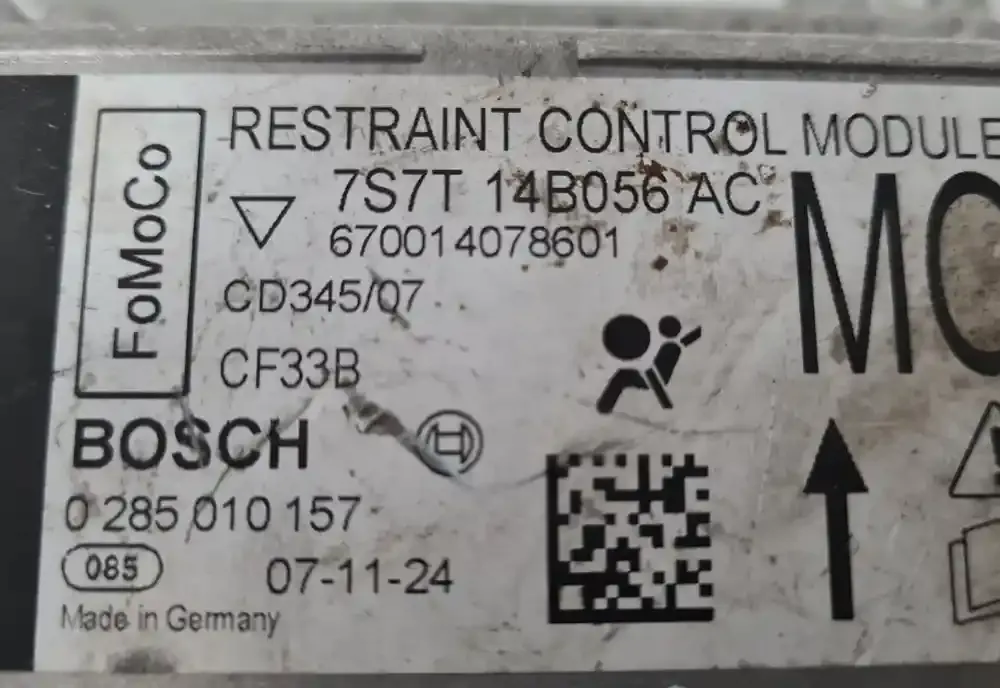 RESTRAINT CONTROL MODULE
FoMoCo
7S7T 14B056 AC
670014078601
CD345/07
CF33B
MC
BOSCH
0 285 010 157
085
07-11-24
Made in Germany